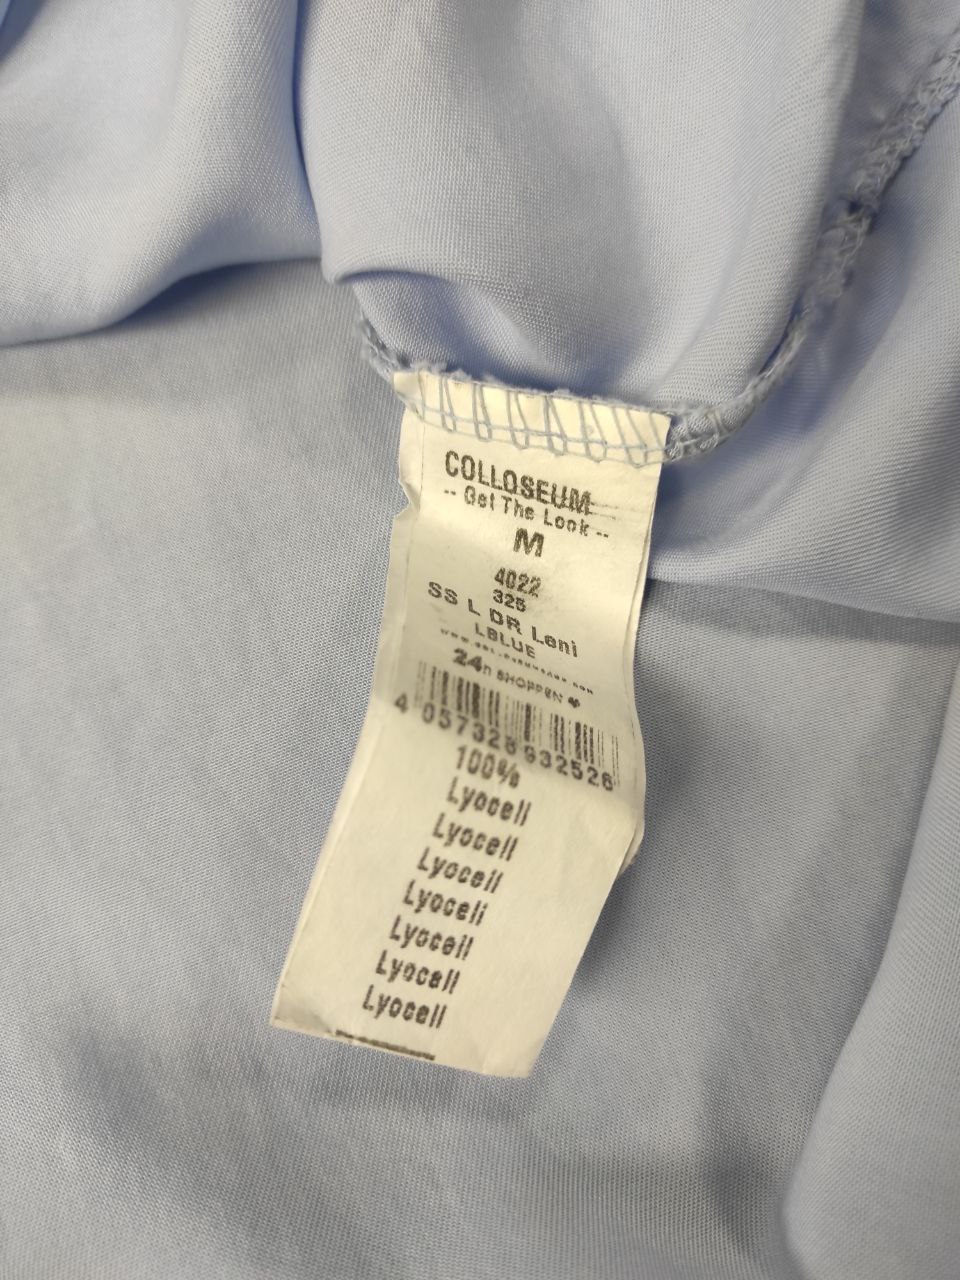 COLLOSEUM
-- Get The Look --
M
4022
325
SS L DR Leni
LBLUE
24h SHOPPEN
4 057328 932526
100%
Lyocell
Lyocell
Lyocell
Lyocell
Lyocell
Lyocell
Lyocell